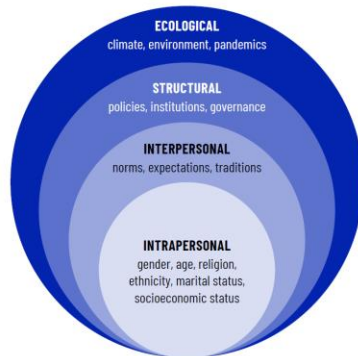 ECOLOGICAL
climate, environment, pandemics
STRUCTURAL
policies, institutions, governance
INTERPERSONAL
norms, expectations, traditions
INTRAPERSONAL
gender, age, religion,
ethnicity, marital status,
socioeconomic status